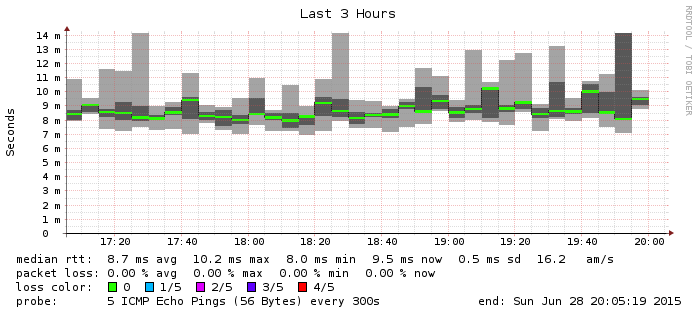 Last 3 Hours
RRDTOOL / TOBI OETIKER
Seconds
14 m
13 m
12 m
11 m
10 m
9 m
8 m
7 m
6 m
5 m
4 m
3 m
2 m
1 m
0
17:20 17:40 18:00 18:20 18:40 19:00 19:20 19:40 20:00
median rtt: 8.7 ms avg 10.2 ms max 8.0 ms min 9.5 ms now 0.5 ms sd 16.2 am/s
packet loss: 0.00 % avg 0.00 % max 0.00 % min 0.00 % now
loss color: 0 1/5 2/5 3/5 4/5
probe: 5 ICMP Echo Pings (56 Bytes) every 300s end: Sun Jun 28 20:05:19 2015